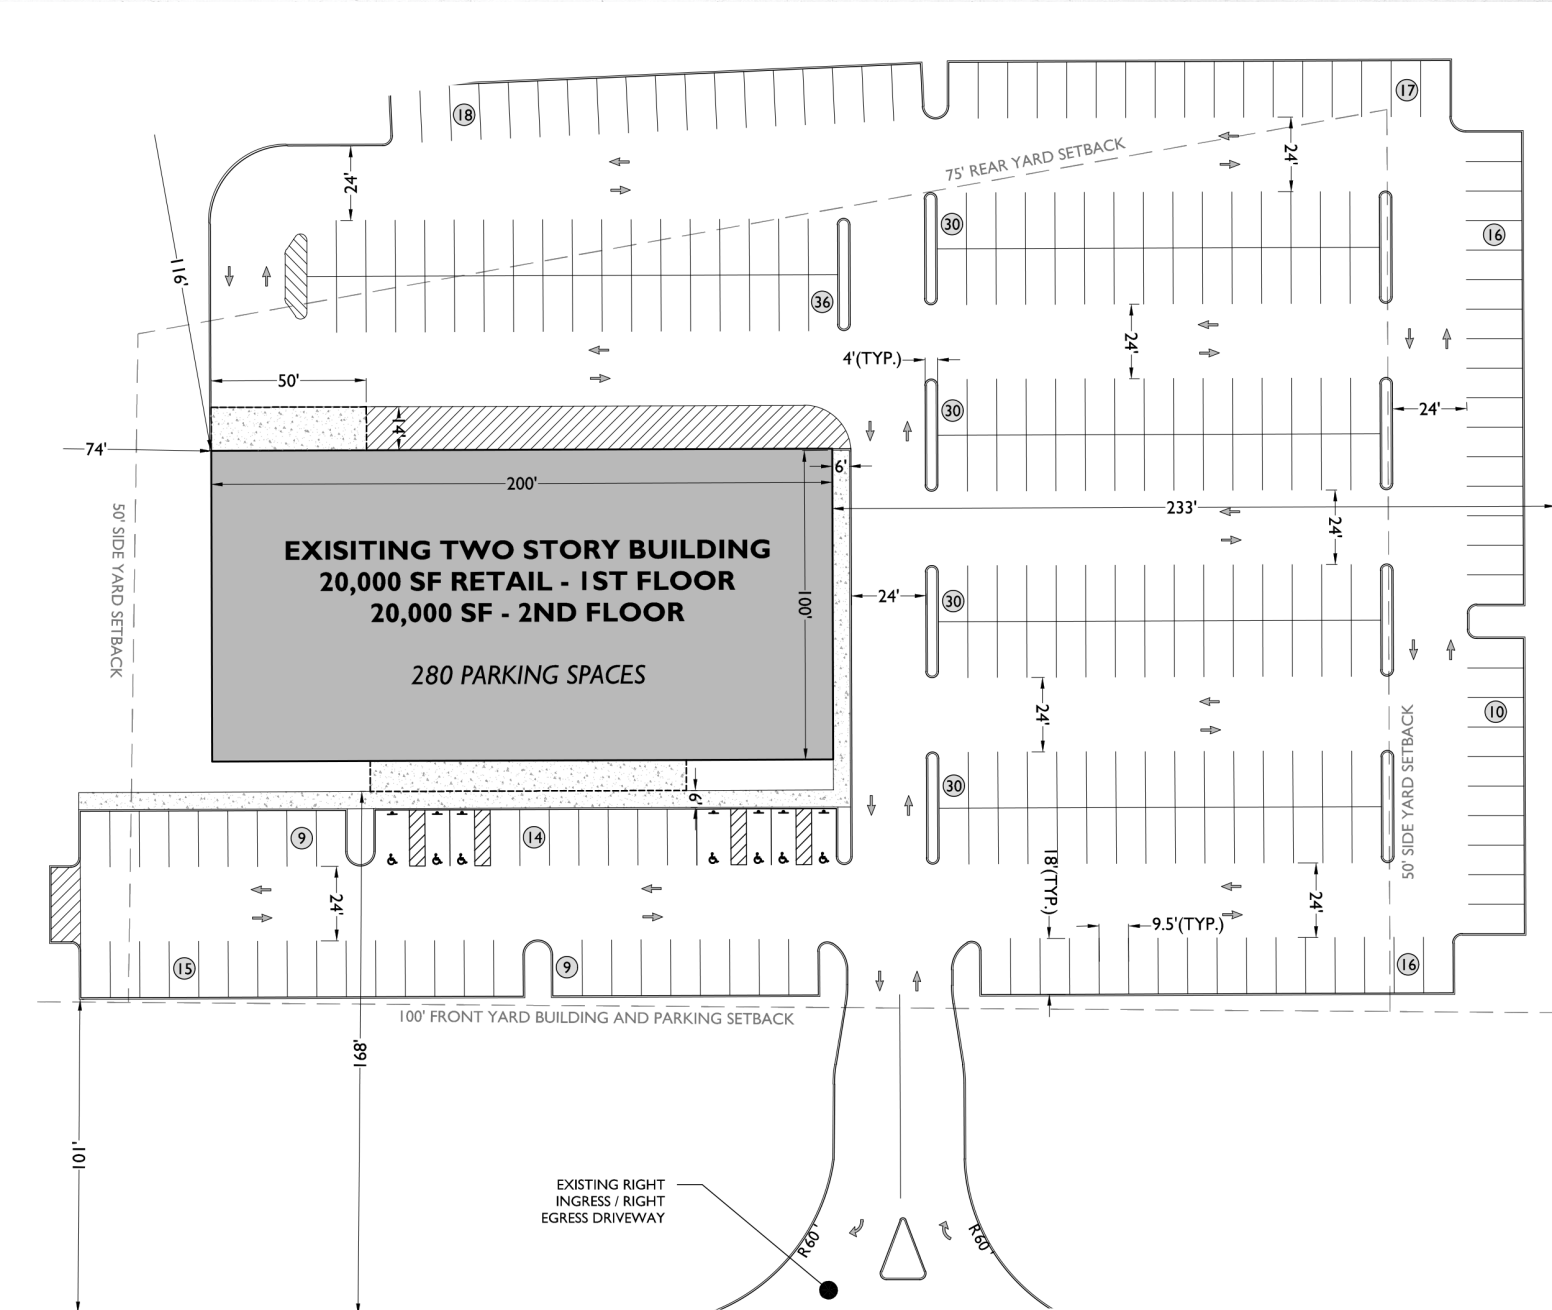 17
18
24'
75' REAR YARD SETBACK
24'
30
16
116'
36
24'
4'(TYP.)
50'
30
24'
14'
74'
6'
200'
233'
24'
50' SIDE YARD SETBACK
EXISITING TWO STORY BUILDING
20,000 SF RETAIL - 1ST FLOOR
20,000 SF - 2ND FLOOR
280 PARKING SPACES
100'
24'
30
24'
10
50' SIDE YARD SETBACK
30
6'
9
14
18'(TYP.)
24'
24'
9.5'(TYP.)
15
9
16
100' FRONT YARD BUILDING AND PARKING SETBACK
168'
101'
EXISTING RIGHT
INGRESS / RIGHT
EGRESS DRIVEWAY
R60'
R60'